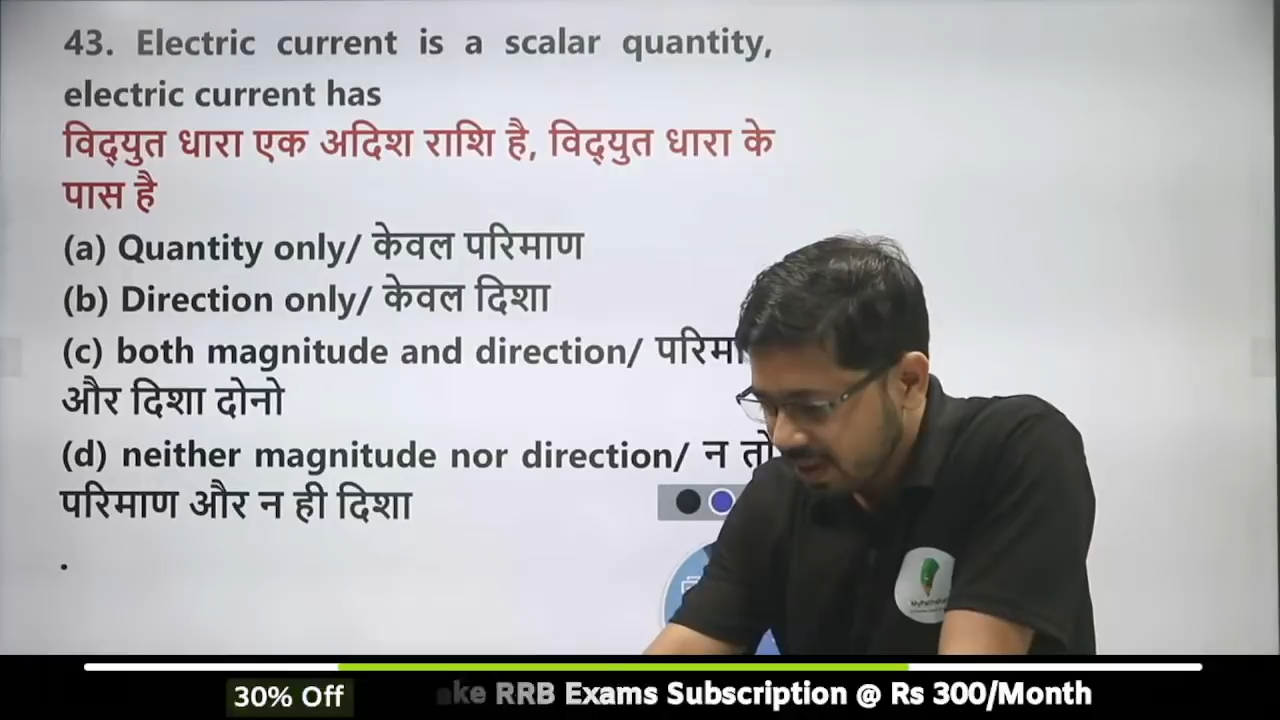 43. Electric current is a scalar quantity,
electric current has
विद्युत धारा एक अदिश राशि है, विद्युत धारा के
पास है
(a) Quantity only/ केवल परिमाण
(b) Direction only/ केवल दिशा
(c) both magnitude and direction/
और दिशा दोनो
(d) neither magnitude nor direction/ न तो
परिमाण और न ही दिशा
.
30% Off
RRB Exams Subscription @ Rs 300/Month